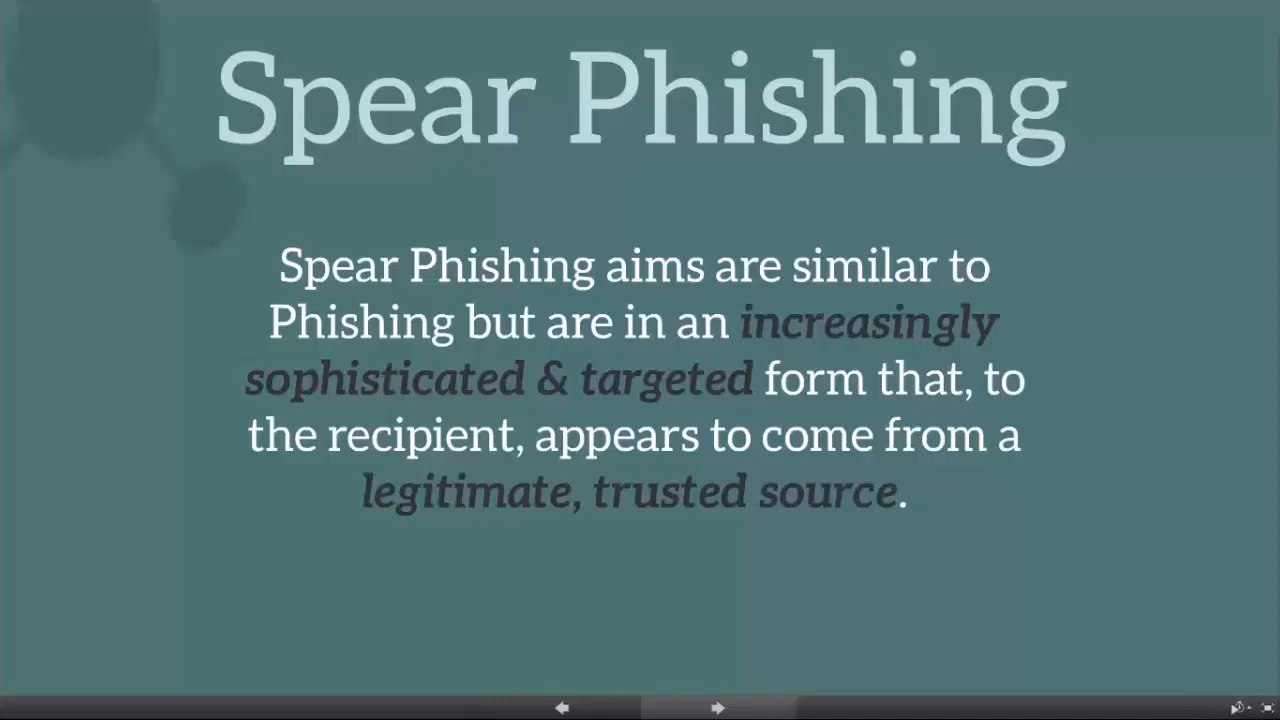 Spear Phishing
Spear Phishing aims are similar to
Phishing but are in an increasingly
sophisticated & targeted form that, to
the recipient, appears to come from a
legitimate, trusted source.